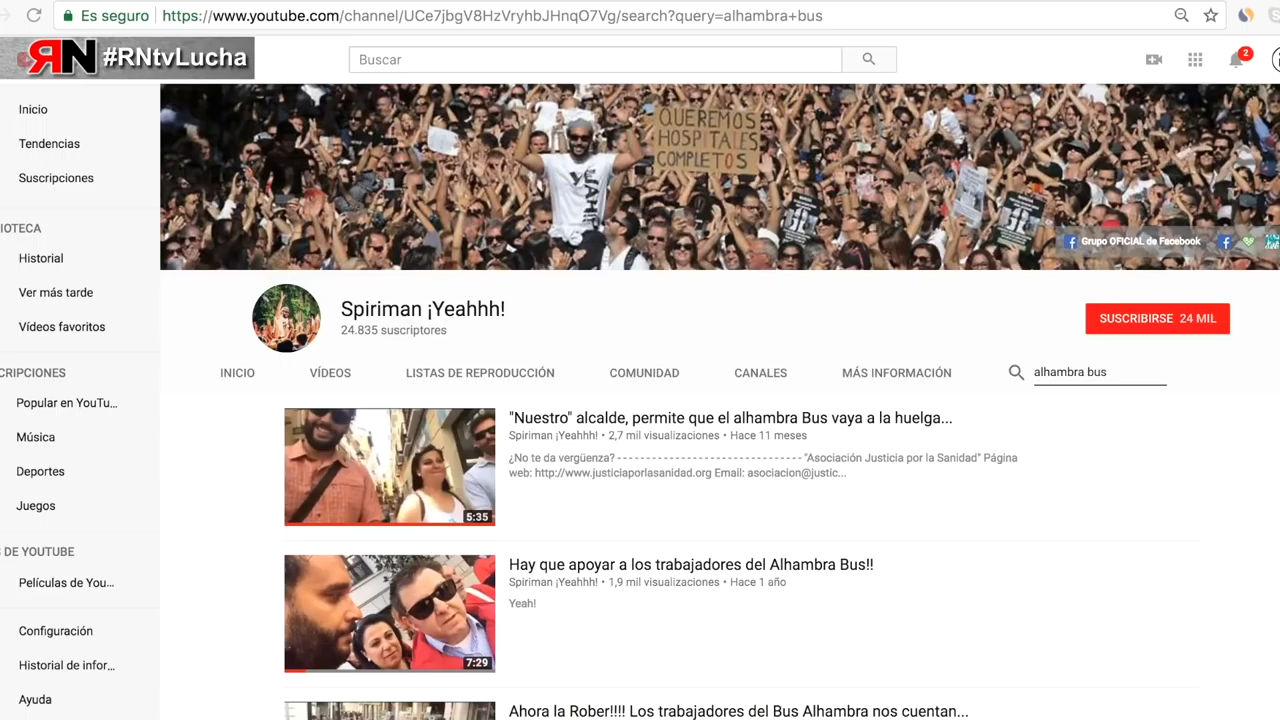 Es seguro
https://www.youtube.com/channel/UCe7jbgV8HzVryhbJHnqO7Vg/search?query=alhambra+bus
RN #RNtvLucha
Buscar
2
Inicio
Tendencias
Suscripciones
IOTECA
Historial
Ver más tarde
Vídeos favoritos
CRIPCIONES
Popular en YouTu...
Música
Deportes
Juegos
S DE YOUTUBE
Películas de You...
Configuración
Historial de infor...
Ayuda
QUEREMOS
HOSPITALES
COMPLETOS
YEAHHH
Grupo OFICIAL de Facebook
Spiriman ¡Yeahhh!
24.835 suscriptores
SUSCRIBIRSE 24 MIL
INICIO
VÍDEOS
LISTAS DE REPRODUCCIÓN
COMUNIDAD
CANALES
MÁS INFORMACIÓN
alhambra bus
"Nuestro" alcalde, permite que el alhambra Bus vaya a la huelga...
Spiriman ¡Yeahhh! • 2,7 mil visualizaciones • Hace 11 meses
¿No te da vergüenza? - - - - - - - - - - - - - - - - - - - - - - - - - - - - - "Asociación Justicia por la Sanidad" Página
web: http://www.justiciaporlasanidad.org Email: asociacion@justic...
5:35
Hay que apoyar a los trabajadores del Alhambra Bus!!
Spiriman ¡Yeahhh! • 1,9 mil visualizaciones • Hace 1 año
Yeah!
7:29
Ahora la Rober!!!! Los trabajadores del Bus Alhambra nos cuentan...